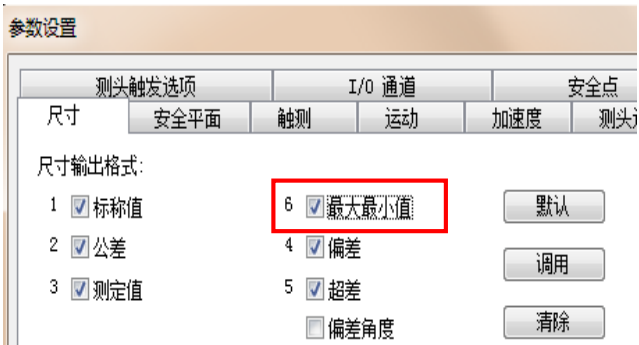 参数设置
测头触发选项 I/O 通道 安全点
尺寸 安全平面 触测 运动 加速度 测头
尺寸输出格式:
1 标称值 6 最大最小值 默认
2 公差 4 偏差 调用
3 测定值 5 超差
偏差角度 清除